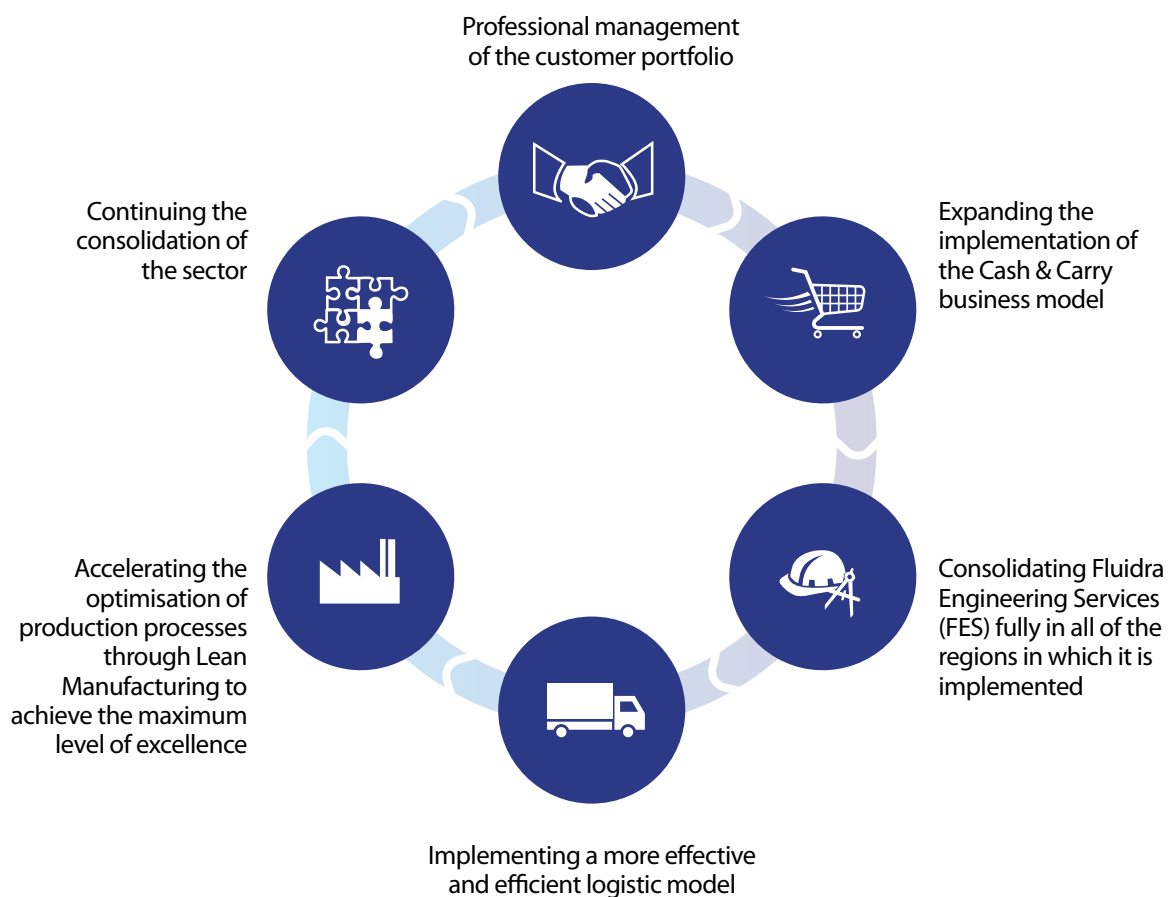 Professional management
of the customer portfolio
Expanding the
implementation of
the Cash & Carry
business model
Consolidating Fluidra
Engineering Services
(FES) fully in all of the
regions in which it is
implemented
Implementing a more effective
and efficient logistic model
Accelerating the
optimisation of
production processes
through Lean
Manufacturing to
achieve the maximum
level of excellence
Continuing the
consolidation of
the sector